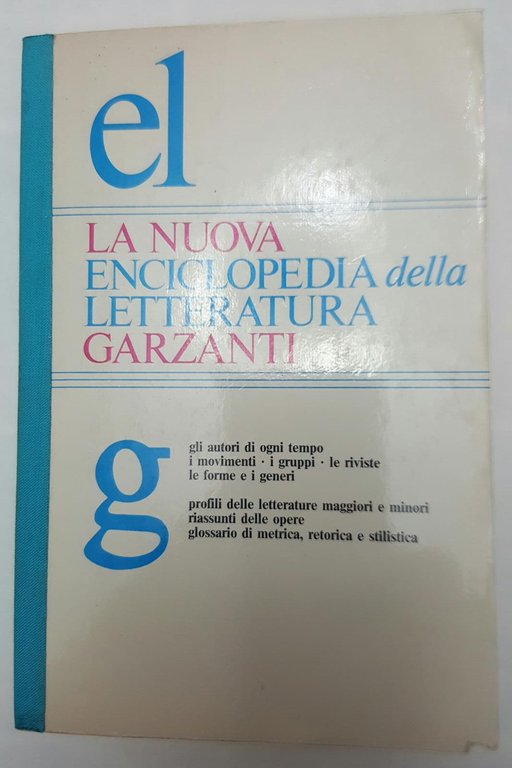 el
LA NUOVA
ENCICLOPEDIA della
LETTERATURA
GARZANTI
g
gli autori di ogni tempo
i movimenti · i gruppi · le riviste
le forme e i generi
profili delle letterature maggiori e minori
riassunti delle opere
glossario di metrica, retorica e stilistica